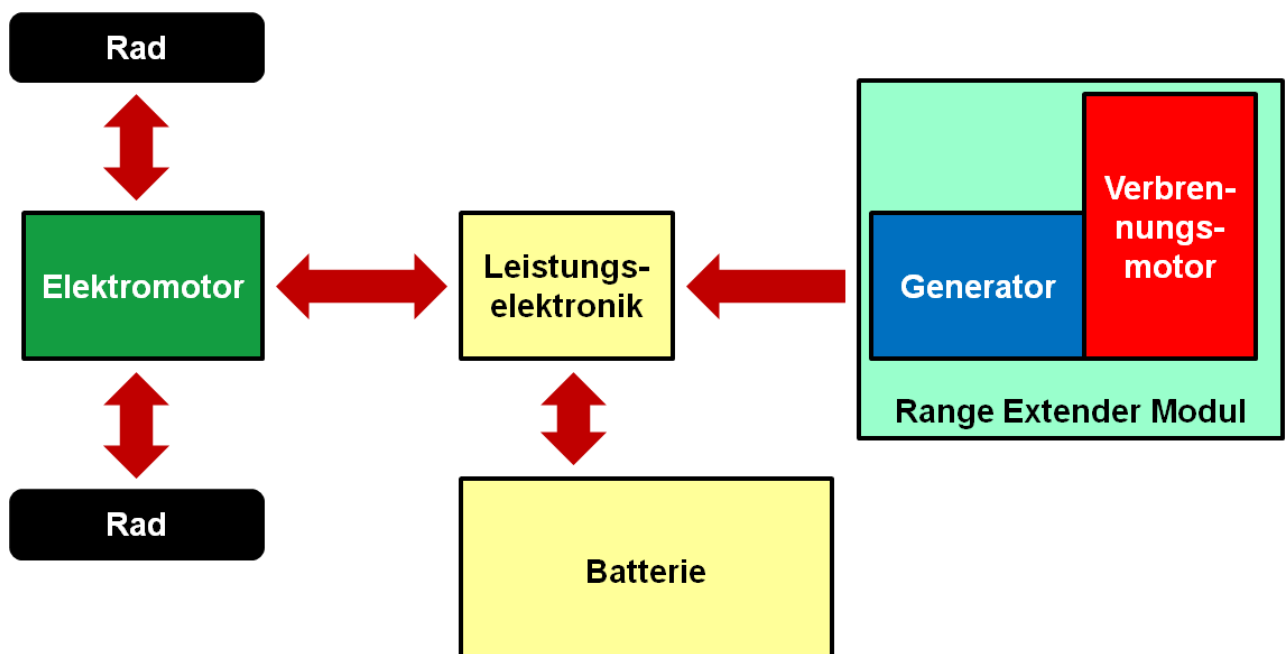 Rad
Elektromotor
Leistungs-
elektronik
Generator
Verbren-
nungs-
motor
Range Extender Modul
Rad
Batterie